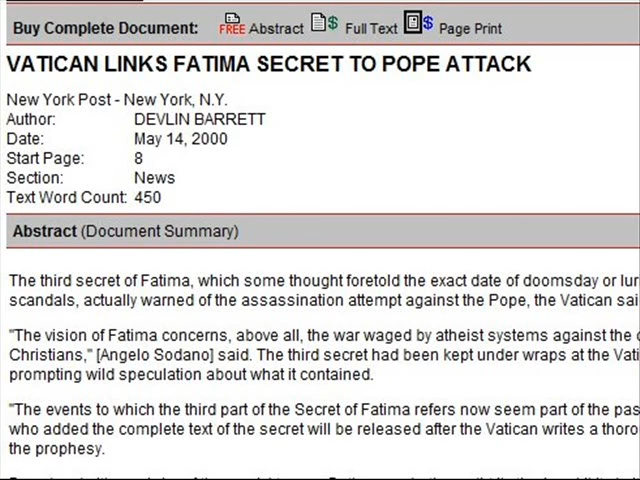 Buy Complete Document: FREE Abstract $ Full Text $ Page Print
VATICAN LINKS FATIMA SECRET TO POPE ATTACK
New York Post - New York, N.Y.
Author: DEVLIN BARRETT
Date: May 14, 2000
Start Page: 8
Section: News
Text Word Count: 450
Abstract (Document Summary)
The third secret of Fatima, which some thought foretold the exact date of doomsday or
scandals, actually warned of the assassination attempt against the Pope, the Vatican
"The vision of Fatima concerns, above all, the war waged by atheist systems against the
Christians," [Angelo Sodano] said. The third secret had been kept under wraps at the
prompting wild speculation about what it contained.
"The events to which the third part of the Secret of Fatima refers now seem part of the
who added the complete text of the secret will be released after the Vatican writes a
the prophesy.